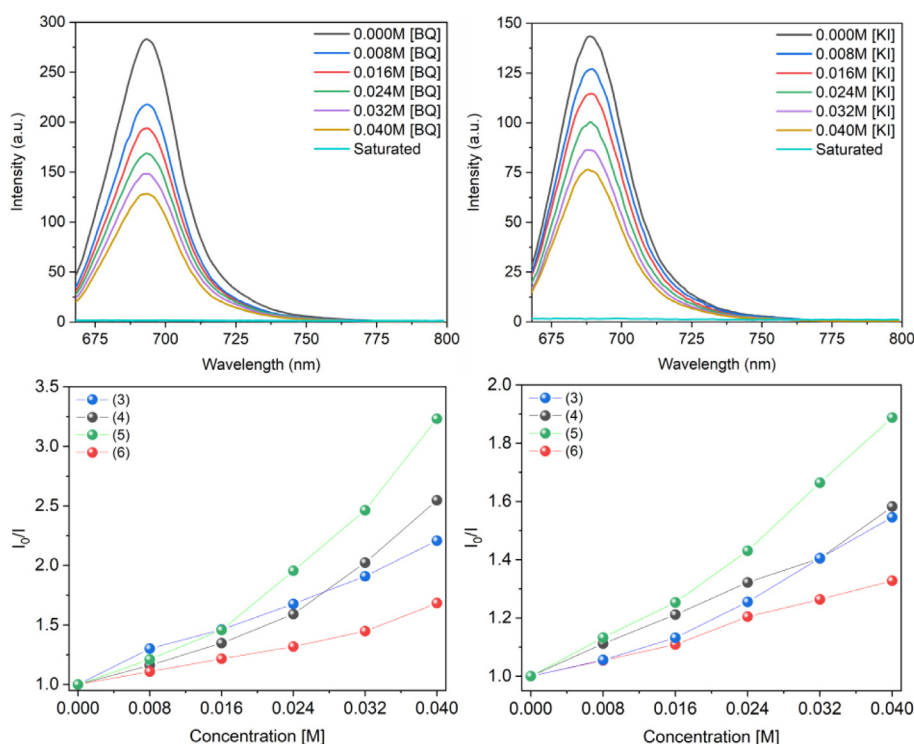 300
250
200
150
100
50
0
Intensity (a.u.)
675 700 725 750 775 800
Wavelength (nm)
0.000M [BQ]
0.008M [BQ]
0.016M [BQ]
0.024M [BQ]
0.032M [BQ]
0.040M [BQ]
Saturated
150
125
100
75
50
25
0
Intensity (a.u.)
675 700 725 750 775 800
Wavelength (nm)
0.000M [KI]
0.008M [KI]
0.016M [KI]
0.024M [KI]
0.032M [KI]
0.040M [KI]
Saturated
3.5
3.0
2.5
2.0
1.5
1.0
I0/I
(3)
(4)
(5)
(6)
0.000 0.008 0.016 0.024 0.032 0.040
Concentration [M]
2.0
1.8
1.6
1.4
1.2
1.0
I0/I
(3)
(4)
(5)
(6)
0.000 0.008 0.016 0.024 0.032 0.040
Concentration [M]